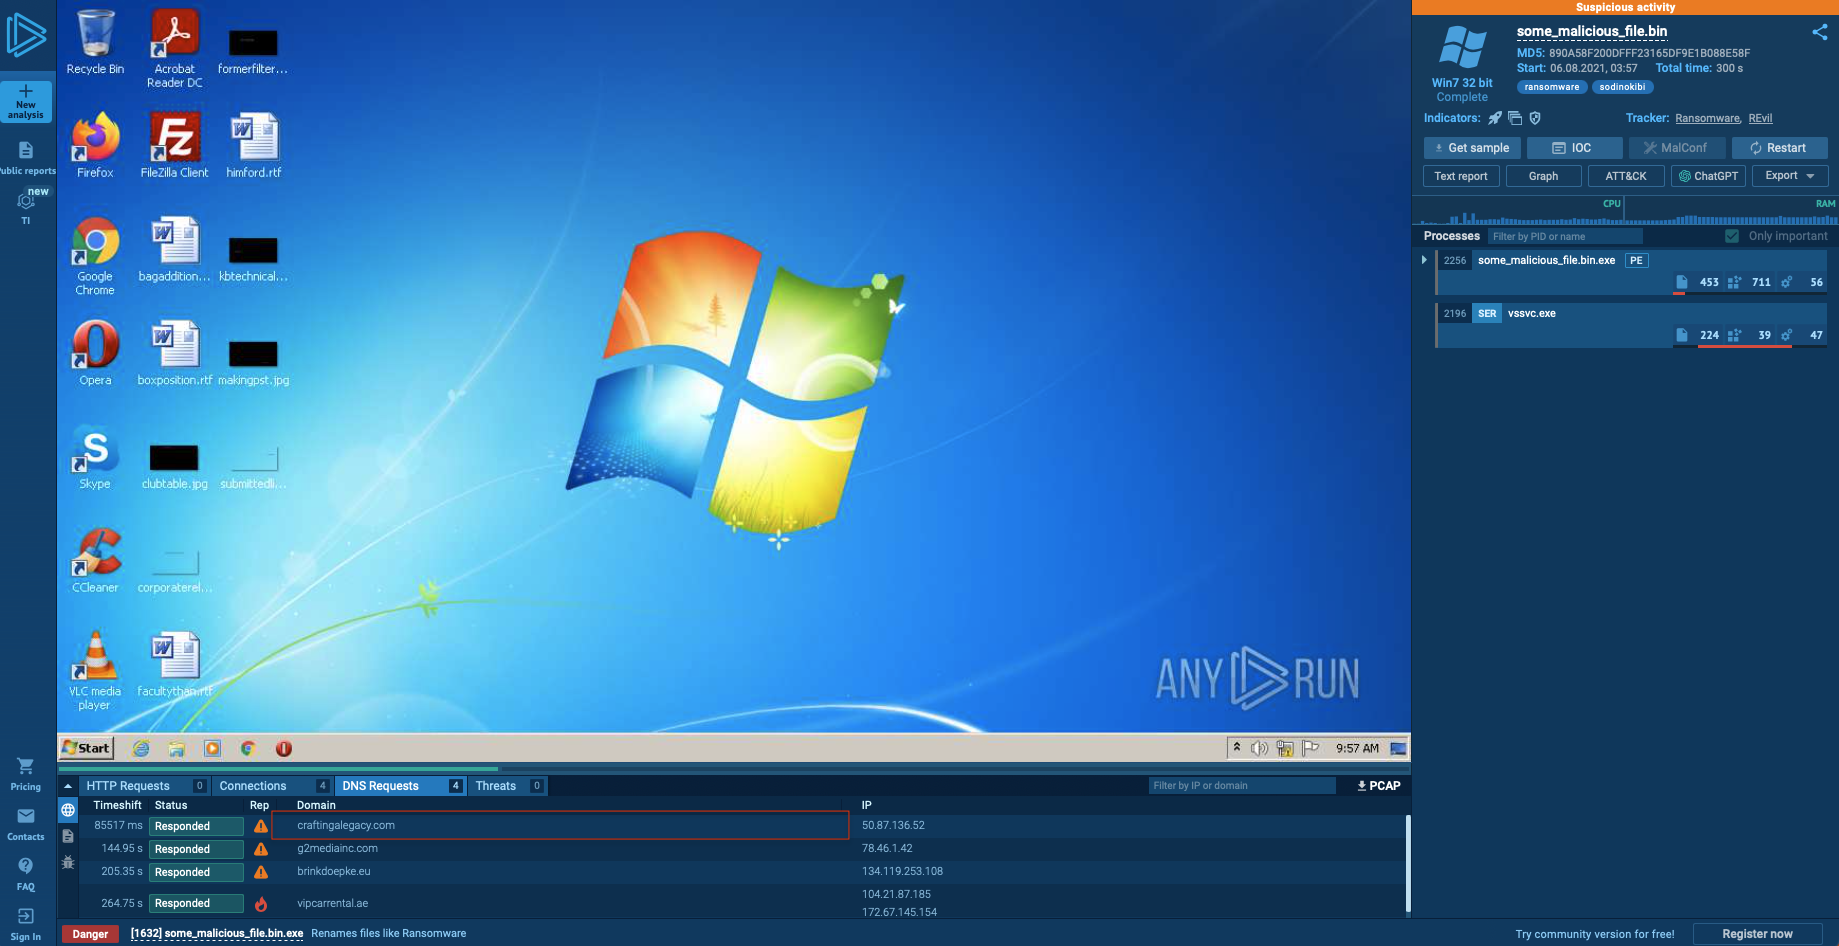 Suspicious activity
some_malicious_file.bin
MD5: 890A58F200DFFF23165DF9E1B088E58F
Start: 06.08.2021, 03:57 Total time: 300 s
Win7 32 bit
Complete
ransomware sodinokibi
Indicators:
Tracker: Ransomware, REvil
Get sample IOC MalConf Restart
Text report Graph ATT&CK ChatGPT Export
CPU RAM
Processes Filter by PID or name Only important
2256 some_malicious_file.bin.exe PE
453 711 56
2196 SER vssvc.exe
224 39 47
New
analysis
Public reports
new
TI
Pricing
Contacts
FAQ
Sign In
Recycle Bin
Acrobat
Reader DC
formerfilter...
Firefox
FileZilla Client
himford.rtf
Google
Chrome
bagaddition...
kbtechnical...
Opera
boxposition.rtf
makingpst.jpg
Skype
clubtable.jpg
submittedli...
CCleaner
corporaterel...
VLC media
player
facultythan.rtf
ANY RUN
Start
9:57 AM
HTTP Requests 0 Connections 4 DNS Requests 4 Threats 0
Filter by IP or domain PCAP
Timeshift Status Rep Domain IP
85517 ms Responded craftingalegacy.com 50.87.136.52
144.95 s Responded g2mediainc.com 78.46.1.42
205.35 s Responded brinkdoepke.eu 134.119.253.108
264.75 s Responded vipcarrental.ae 104.21.87.185
172.67.145.154
Danger [1632] some_malicious_file.bin.exe Renames files like Ransomware
Try community version for free! Register now